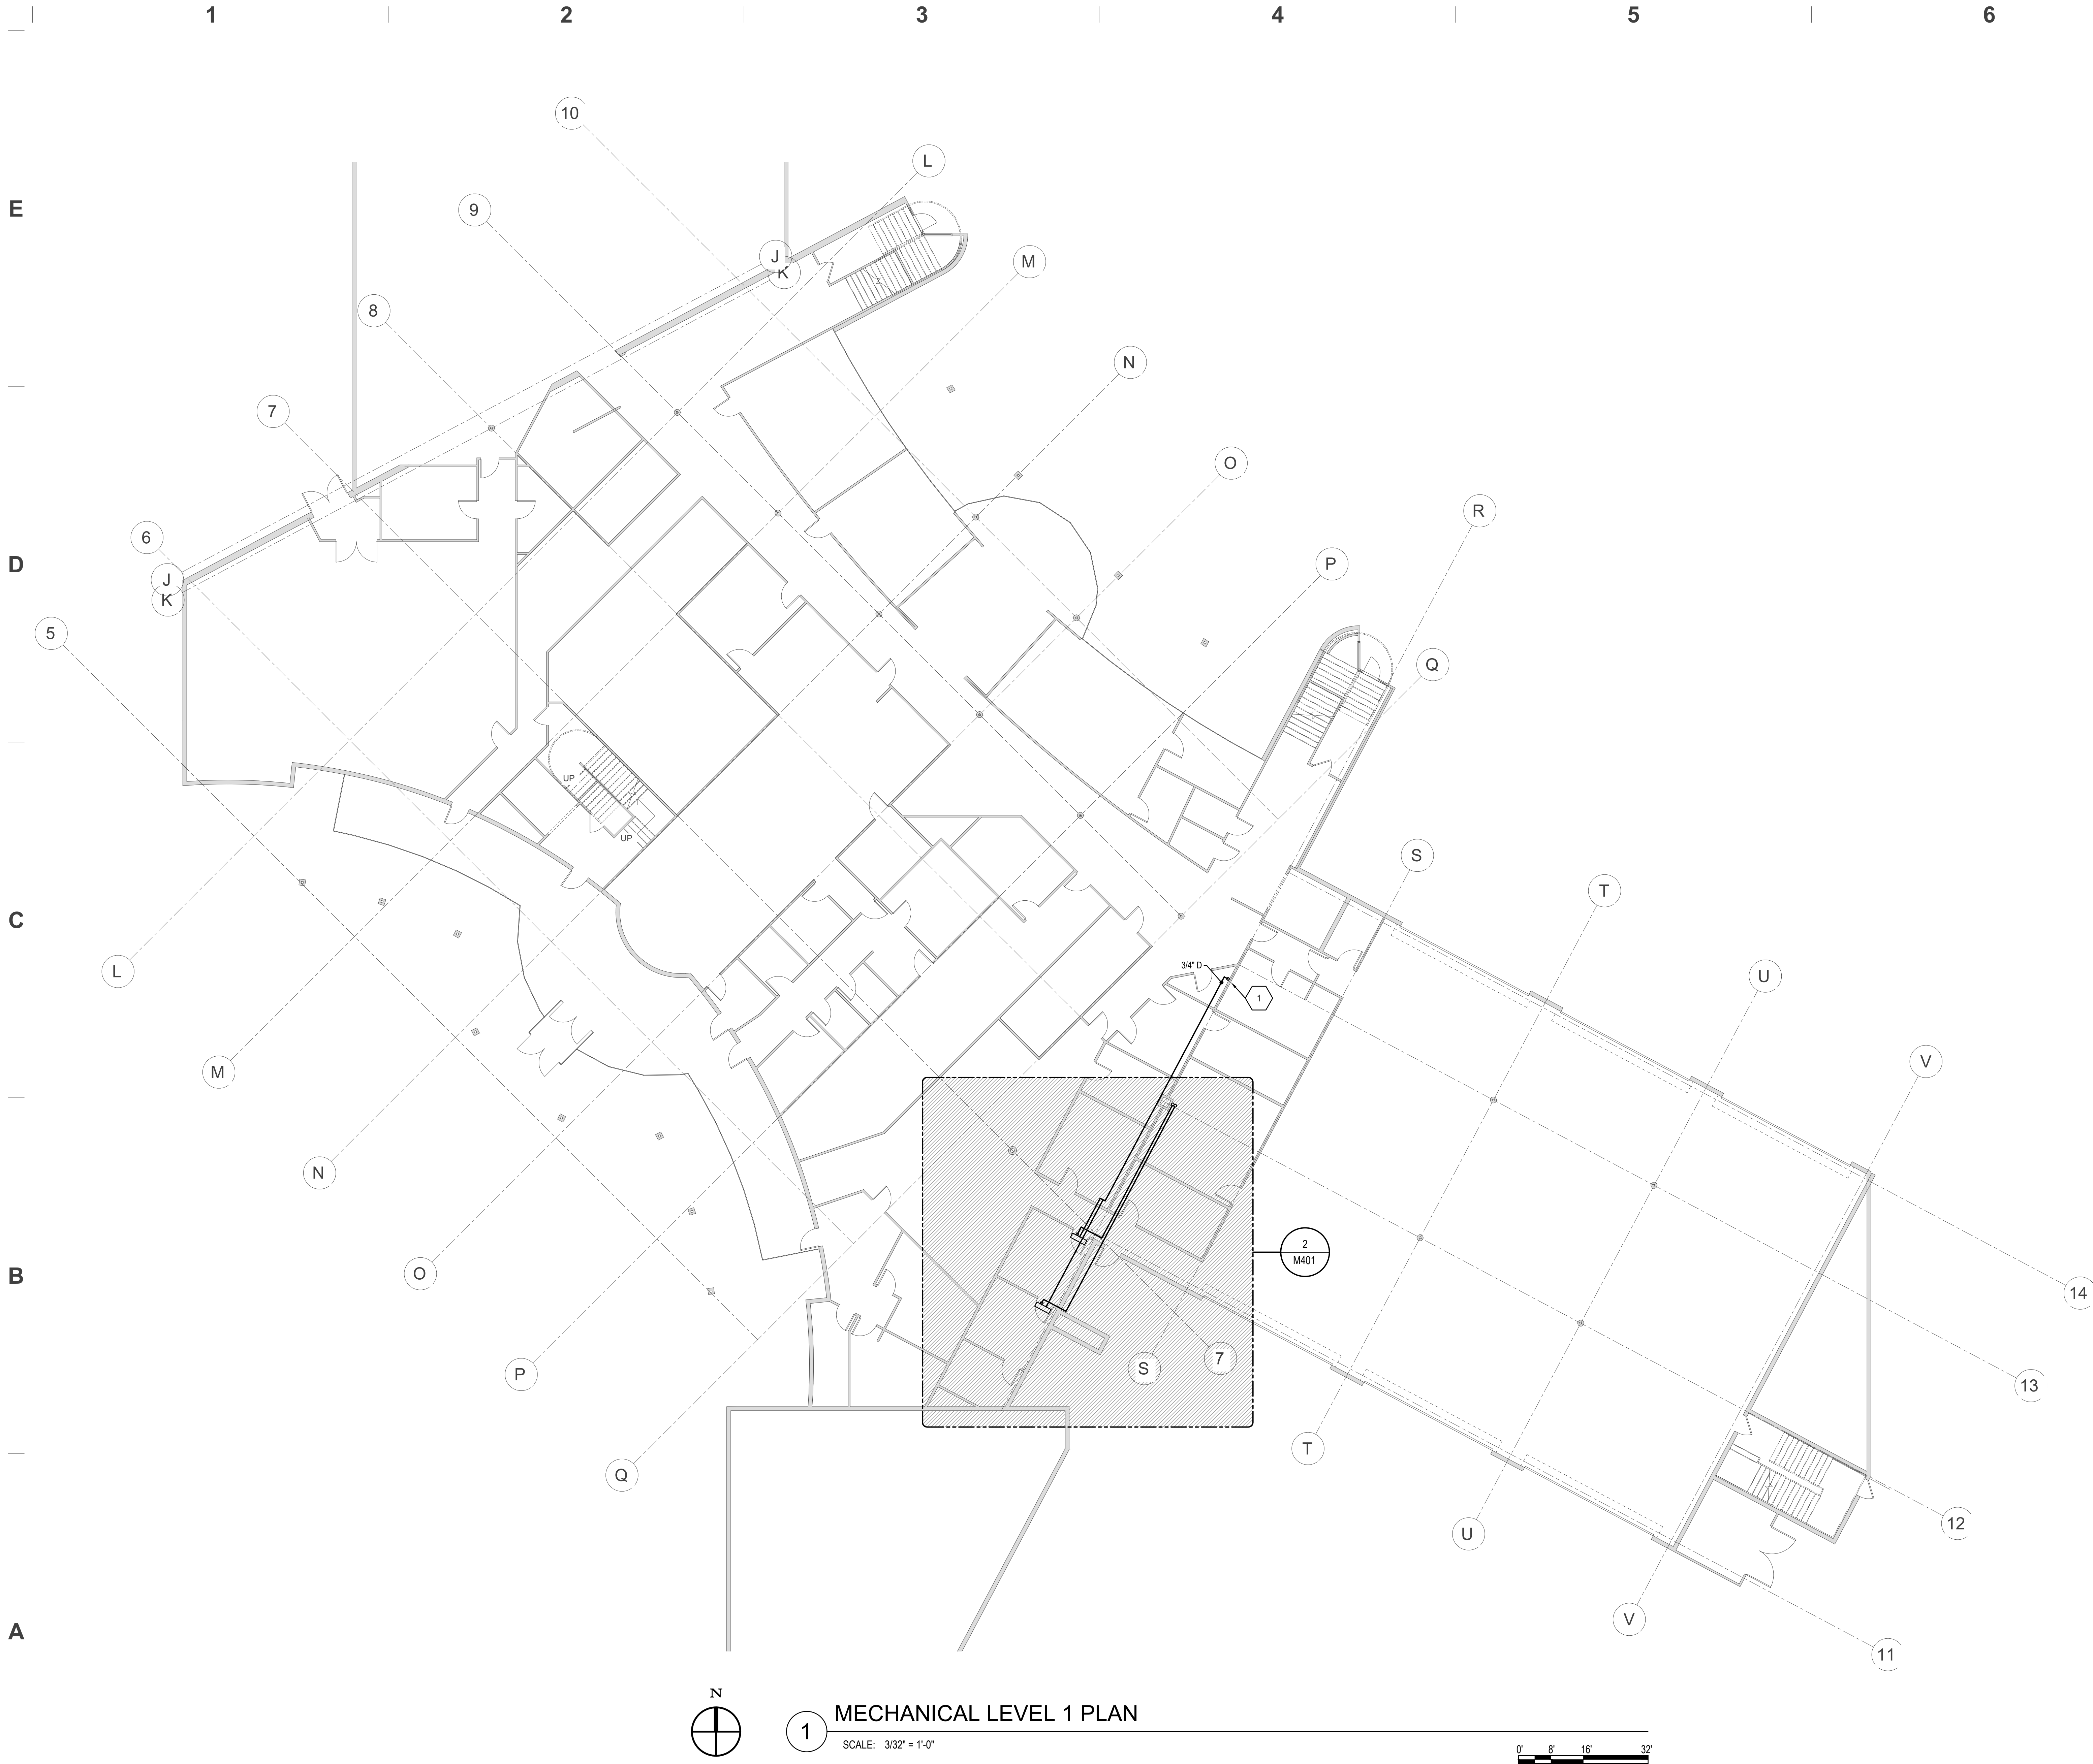 1 2 3 4 5 6
10
L
E
9
J
K
M
8
N
7
O
R
6
D
P
J
K
5
Q
UP
UP
S
T
C
3/4" D
L
U
1
M
V
N
2
M401
O
B
14
7
S
P
13
T
Q
12
U
V
A
11
N
1 MECHANICAL LEVEL 1 PLAN
SCALE: 3/32" = 1'-0"
0' 8' 16' 32'